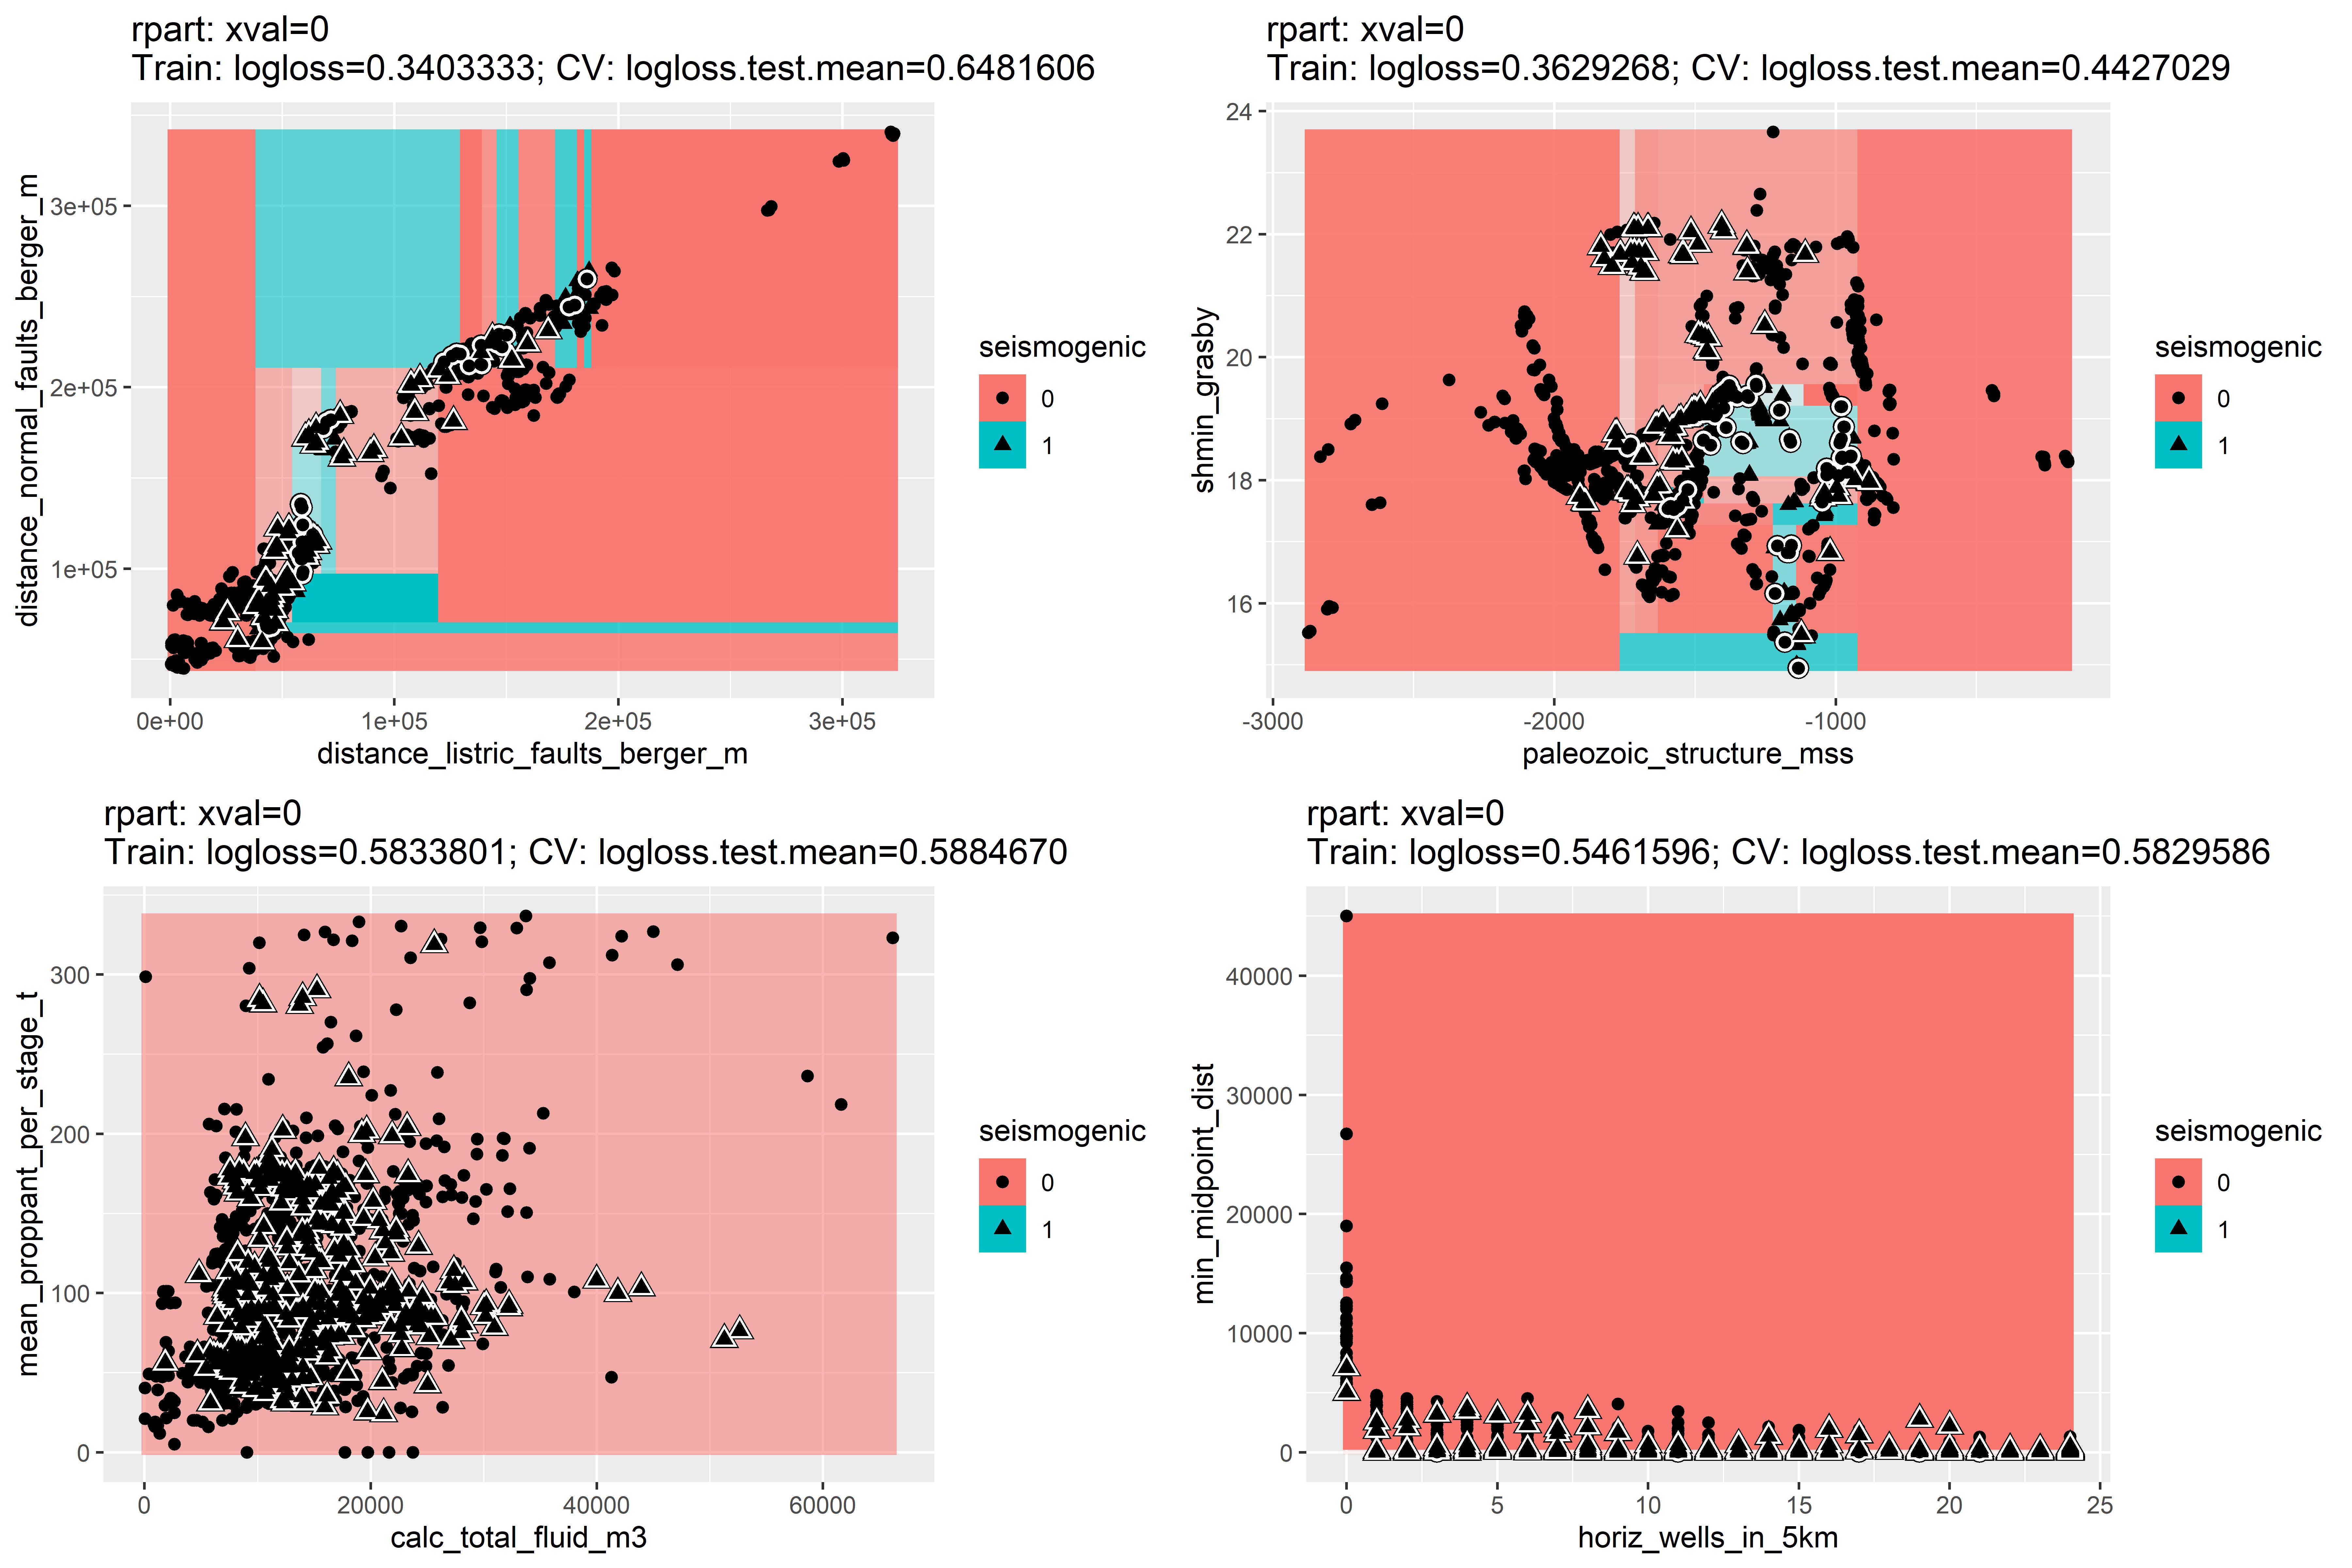 rpart: xval=0
Train: logloss=0.3403333; CV: logloss.test.mean=0.6481606
distance_normal_faults_berger_m
3e+05
2e+05
1e+05
0e+00 1e+05 2e+05 3e+05
distance_listric_faults_berger_m
seismogenic
0
1
rpart: xval=0
Train: logloss=0.3629268; CV: logloss.test.mean=0.4427029
shmin_grasby
24
22
20
18
16
-3000 -2000 -1000
paleozoic_structure_mss
seismogenic
0
1
rpart: xval=0
Train: logloss=0.5833801; CV: logloss.test.mean=0.5884670
mean_proppant_per_stage_t
300
200
100
0
0 20000 40000 60000
calc_total_fluid_m3
seismogenic
0
1
rpart: xval=0
Train: logloss=0.5461596; CV: logloss.test.mean=0.5829586
min_midpoint_dist
40000
30000
20000
10000
0
0 5 10 15 20 25
horiz_wells_in_5km
seismogenic
0
1